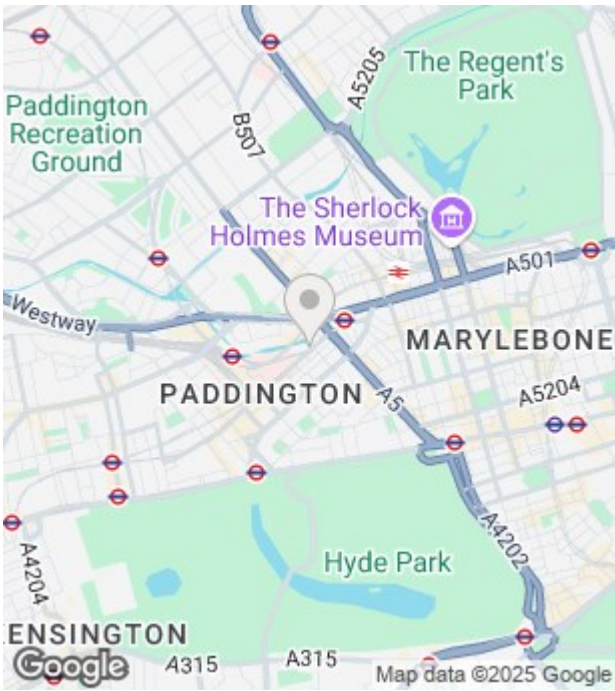 The Regent's
Park
A5205
Paddington
Recreation
Ground
B507
The Sherlock
Holmes Museum
A501
Westway
MARYLEBONE
PADDINGTON
A5
A5204
A4202
A4204
Hyde Park
KENSINGTON
A315
A315
Google
Map data ©2025 Google